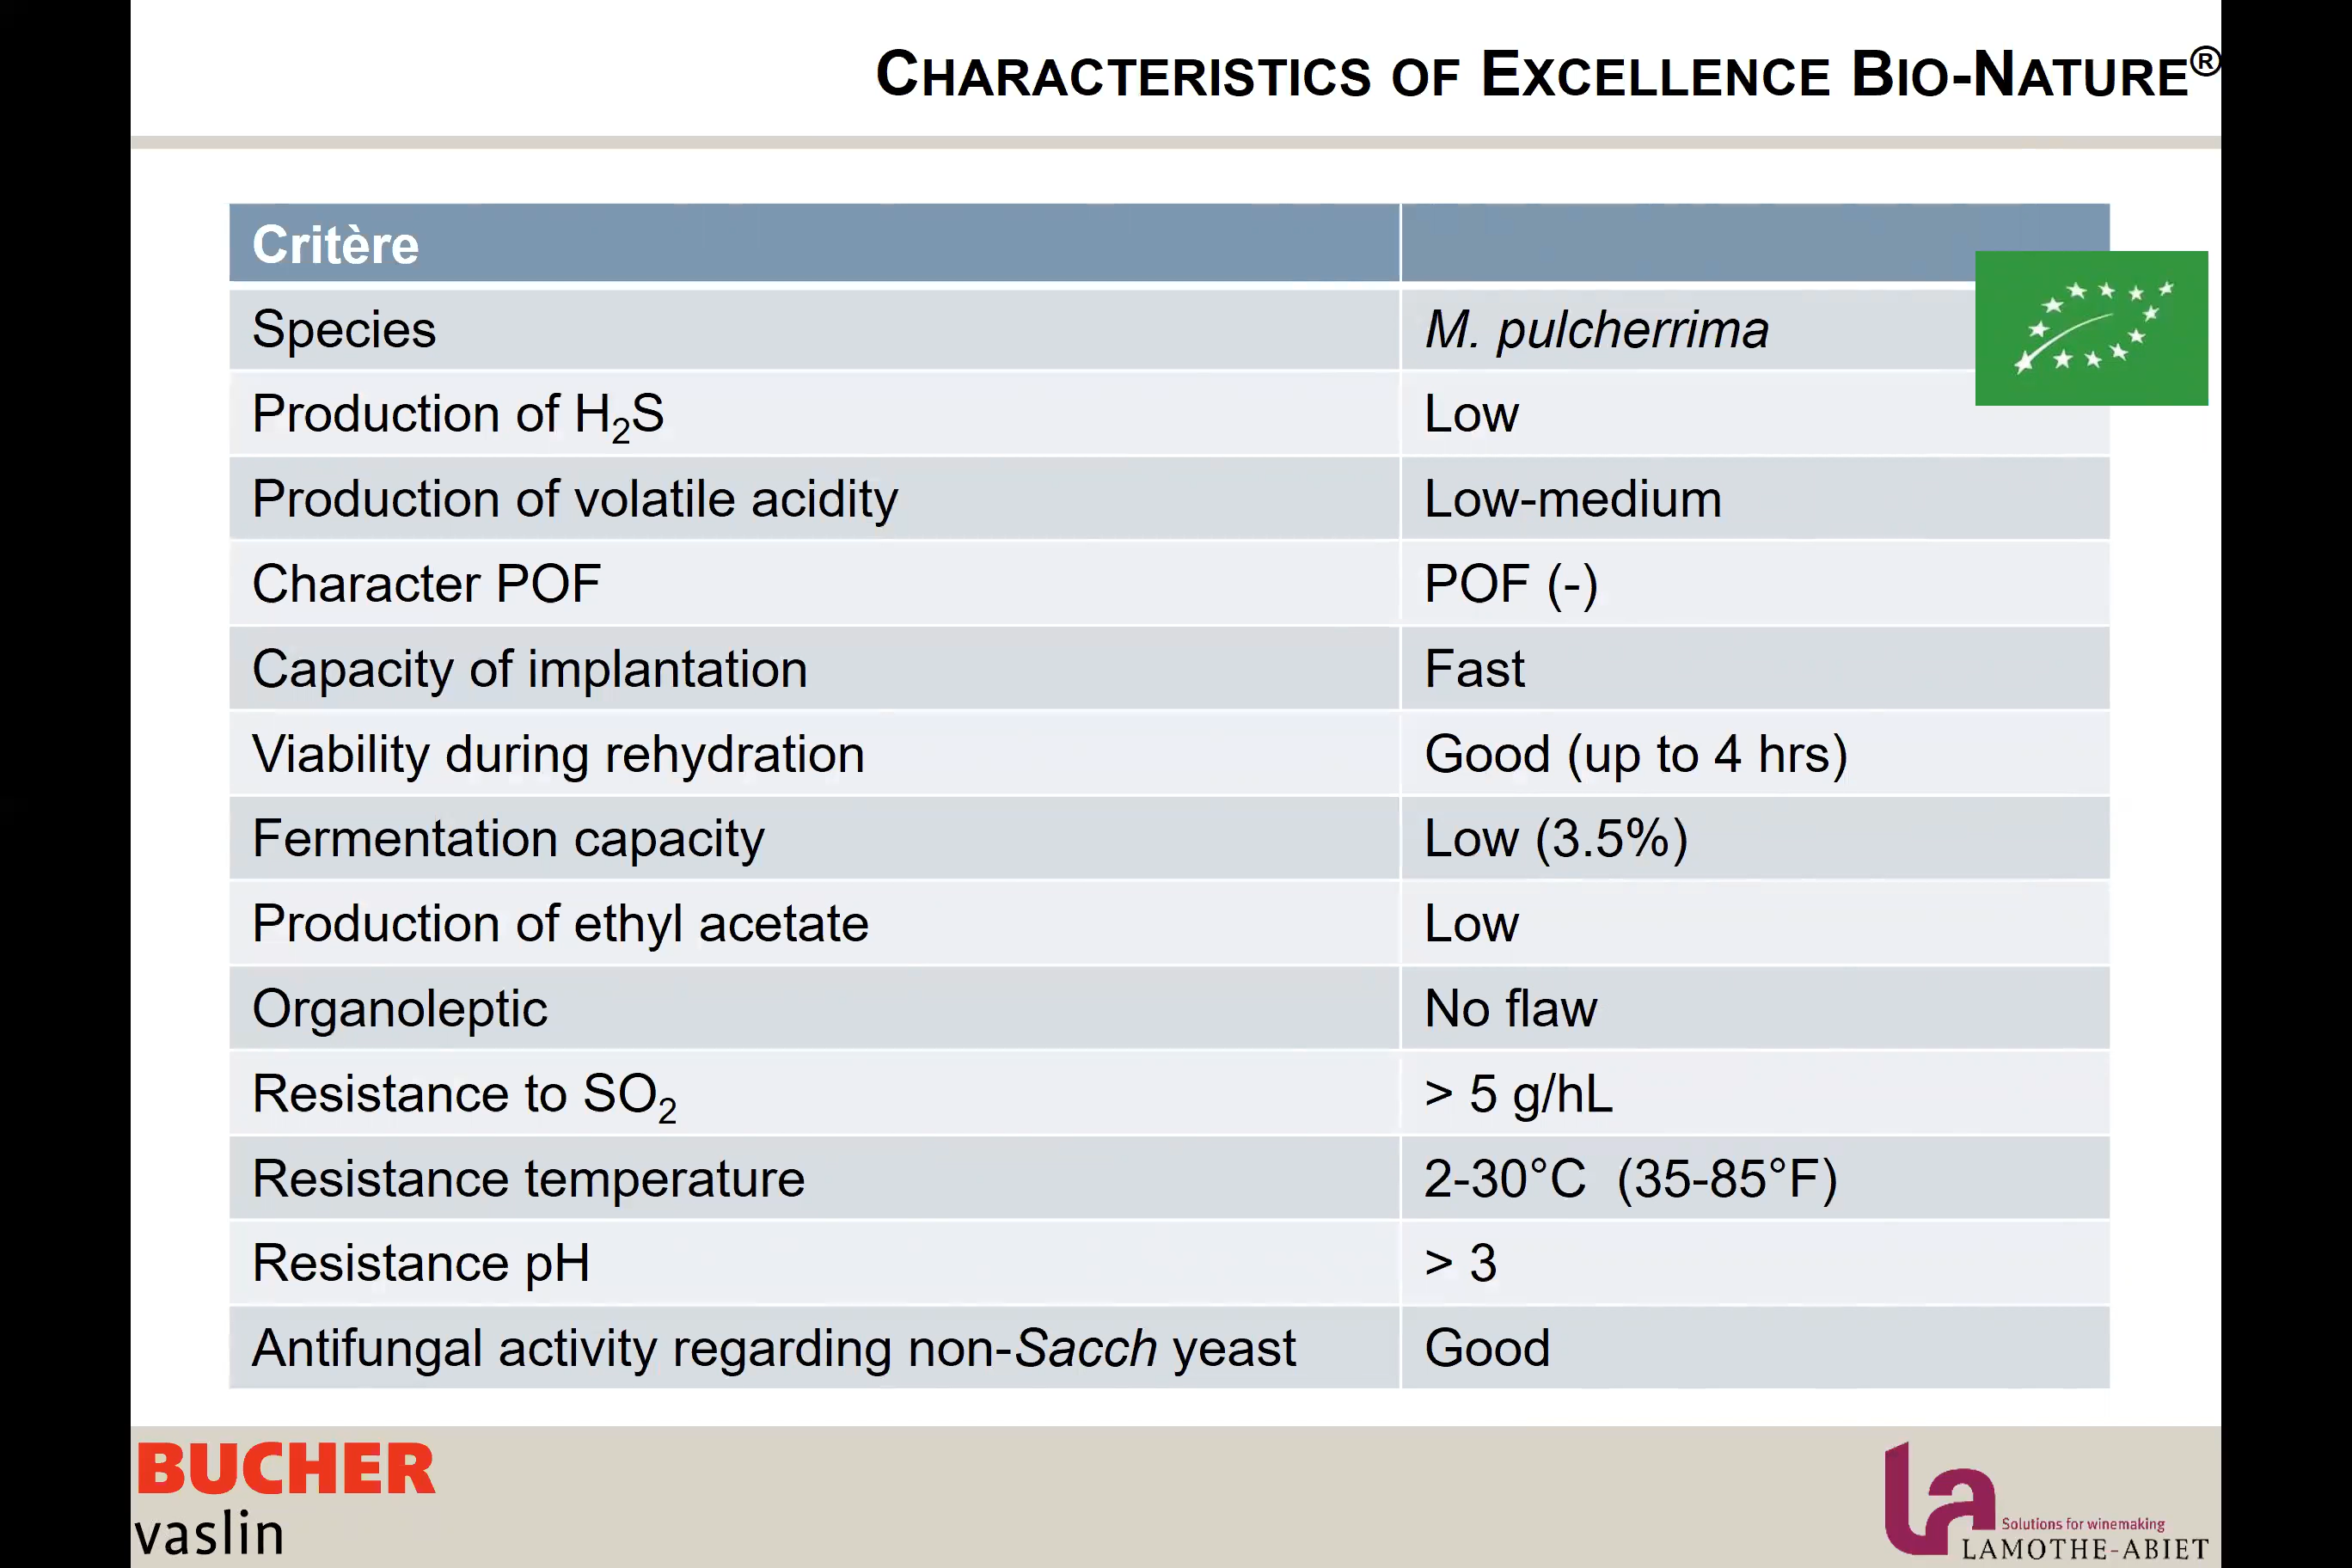 CHARACTERISTICS OF EXCELLENCE BIO-NATURE®
Critère
Species M. pulcherrima
Production of H₂S Low
Production of volatile acidity Low-medium
Character POF POF (-)
Capacity of implantation Fast
Viability during rehydration Good (up to 4 hrs)
Fermentation capacity Low (3.5%)
Production of ethyl acetate Low
Organoleptic No flaw
Resistance to SO₂ > 5 g/hL
Resistance temperature 2-30°C (35-85°F)
Resistance pH > 3
Antifungal activity regarding non-Sacch yeast Good
BUCHER
vaslin
la
Solutions for winemaking
LAMOTHE-ABIET